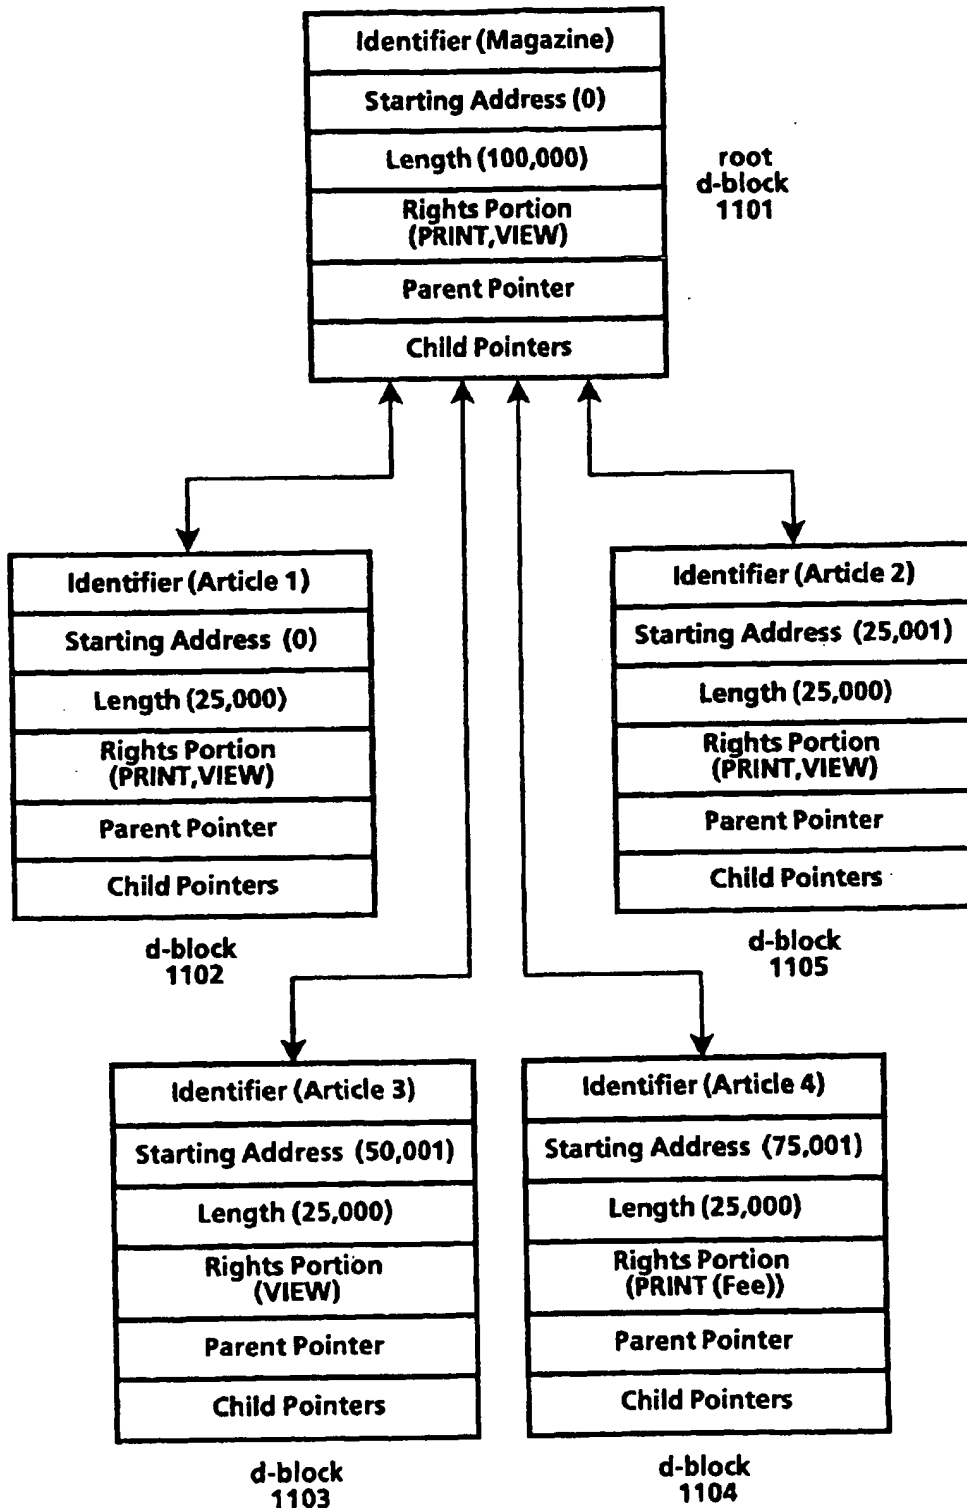 Identifier (Magazine)
Starting Address (0)
Length (100,000)
Rights Portion
(PRINT,VIEW)
Parent Pointer
Child Pointers
root
d-block
1101
Identifier (Article 1)
Starting Address (0)
Length (25,000)
Rights Portion
(PRINT,VIEW)
Parent Pointer
Child Pointers
d-block
1102
Identifier (Article 2)
Starting Address (25,001)
Length (25,000)
Rights Portion
(PRINT,VIEW)
Parent Pointer
Child Pointers
d-block
1105
Identifier (Article 3)
Starting Address (50,001)
Length (25,000)
Rights Portion
(VIEW)
Parent Pointer
Child Pointers
d-block
1103
Identifier (Article 4)
Starting Address (75,001)
Length (25,000)
Rights Portion
(PRINT (Fee))
Parent Pointer
Child Pointers
d-block
1104